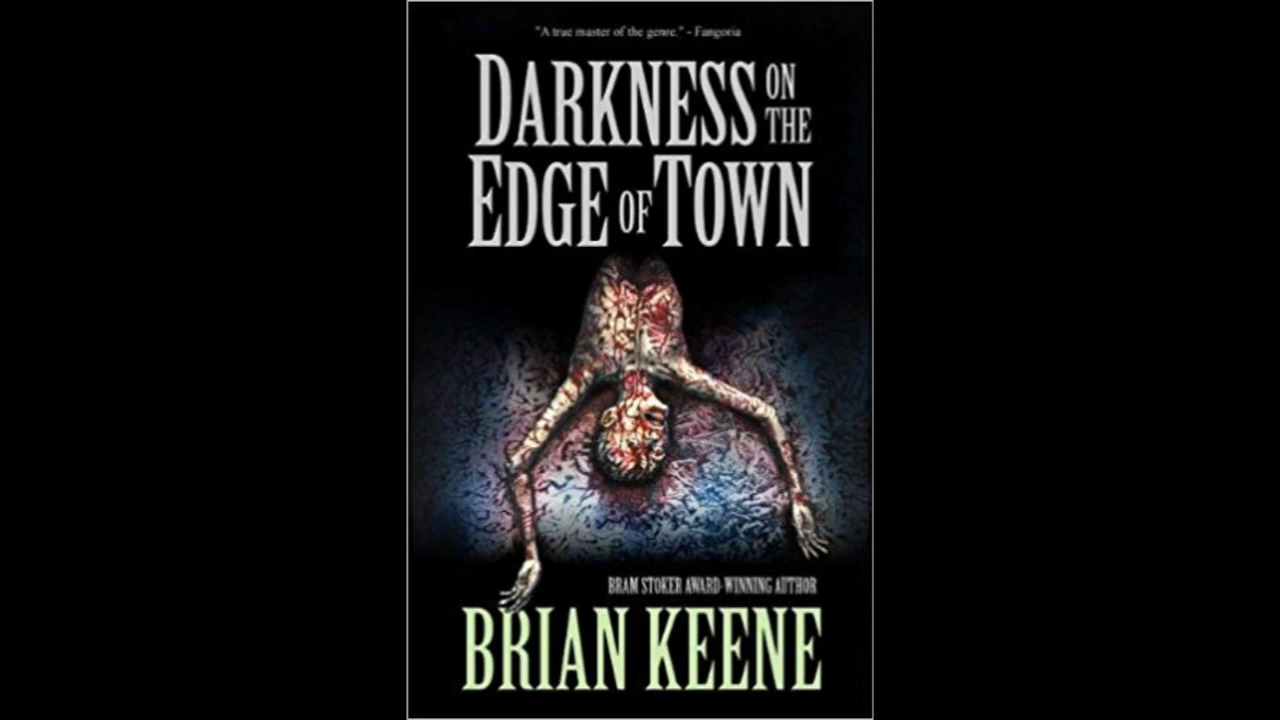 "A true master of the genre." - Fangoria
DARKNESS ON THE
EDGE OF TOWN
BRAM STOKER AWARD-WINNING AUTHOR
BRIAN KEENE